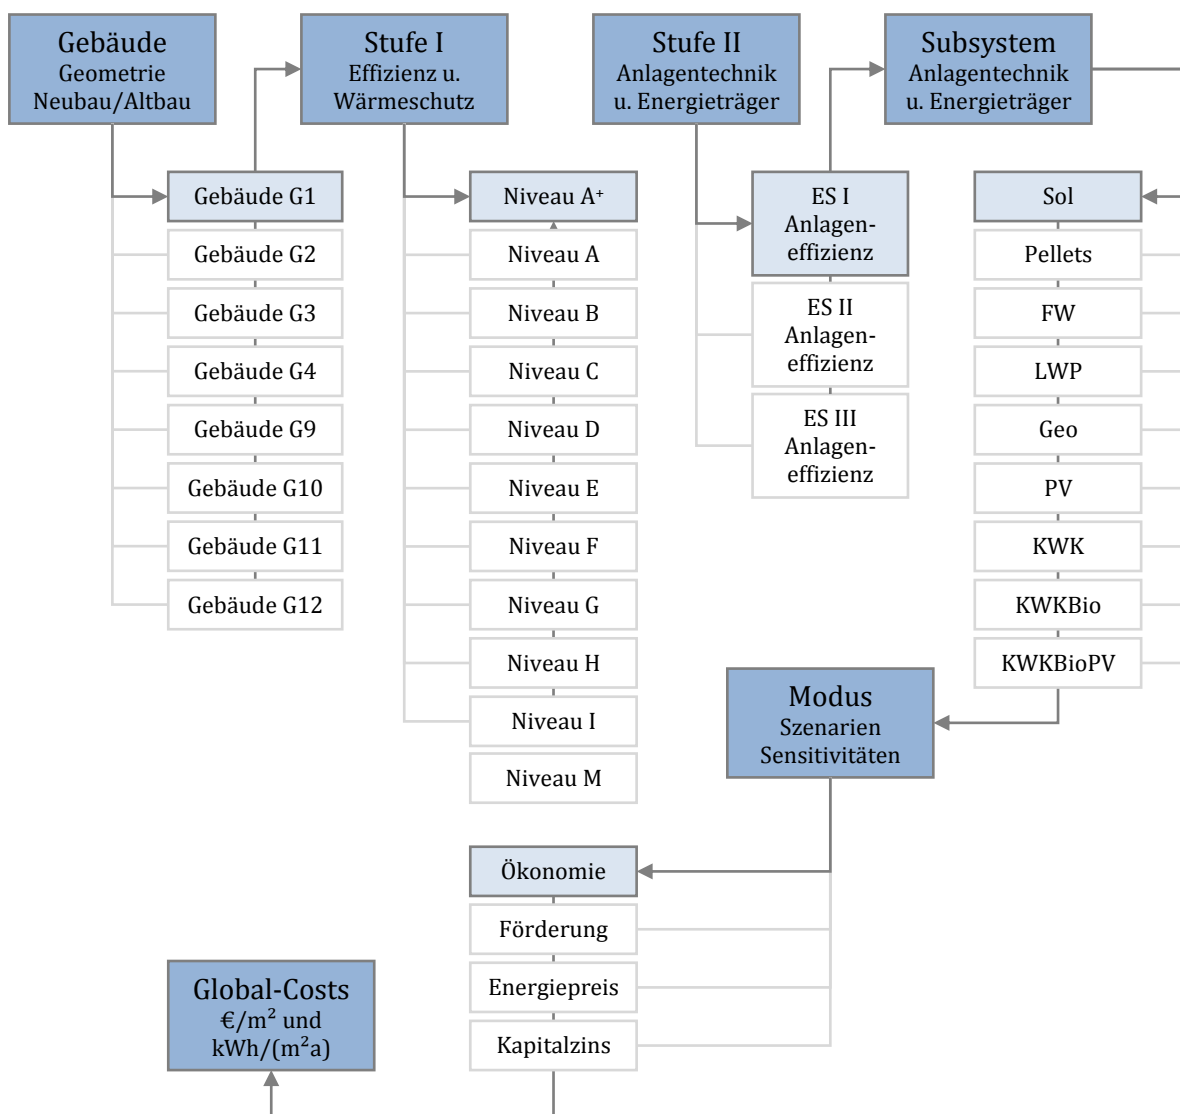 Gebäude
Geometrie
Neubau/Altbau
Stufe I
Effizienz u.
Wärmeschutz
Stufe II
Anlagentechnik
u. Energieträger
Subsystem
Anlagentechnik
u. Energieträger
Gebäude G1
Gebäude G2
Gebäude G3
Gebäude G4
Gebäude G9
Gebäude G10
Gebäude G11
Gebäude G12
Niveau A⁺
Niveau A
Niveau B
Niveau C
Niveau D
Niveau E
Niveau F
Niveau G
Niveau H
Niveau I
Niveau M
ES I
Anlagen-
effizienz
ES II
Anlagen-
effizienz
ES III
Anlagen-
effizienz
Sol
Pellets
FW
LWP
Geo
PV
KWK
KWKBio
KWKBioPV
Modus
Szenarien
Sensitivitäten
Ökonomie
Förderung
Energiepreis
Kapitalzins
Global-Costs
€/m² und
kWh/(m²a)